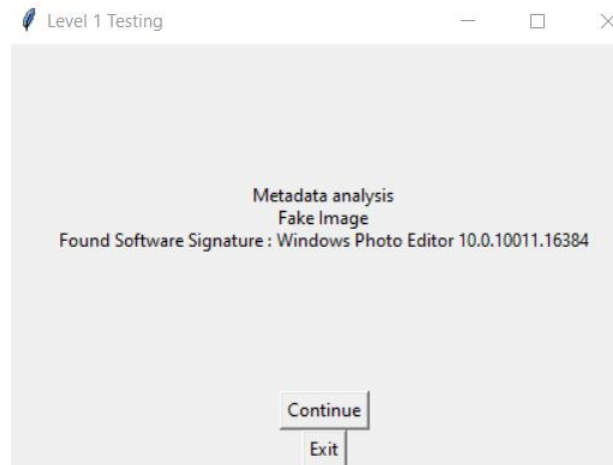 Level 1 Testing
Metadata analysis
Fake Image
Found Software Signature : Windows Photo Editor 10.0.10011.16384
Continue
Exit